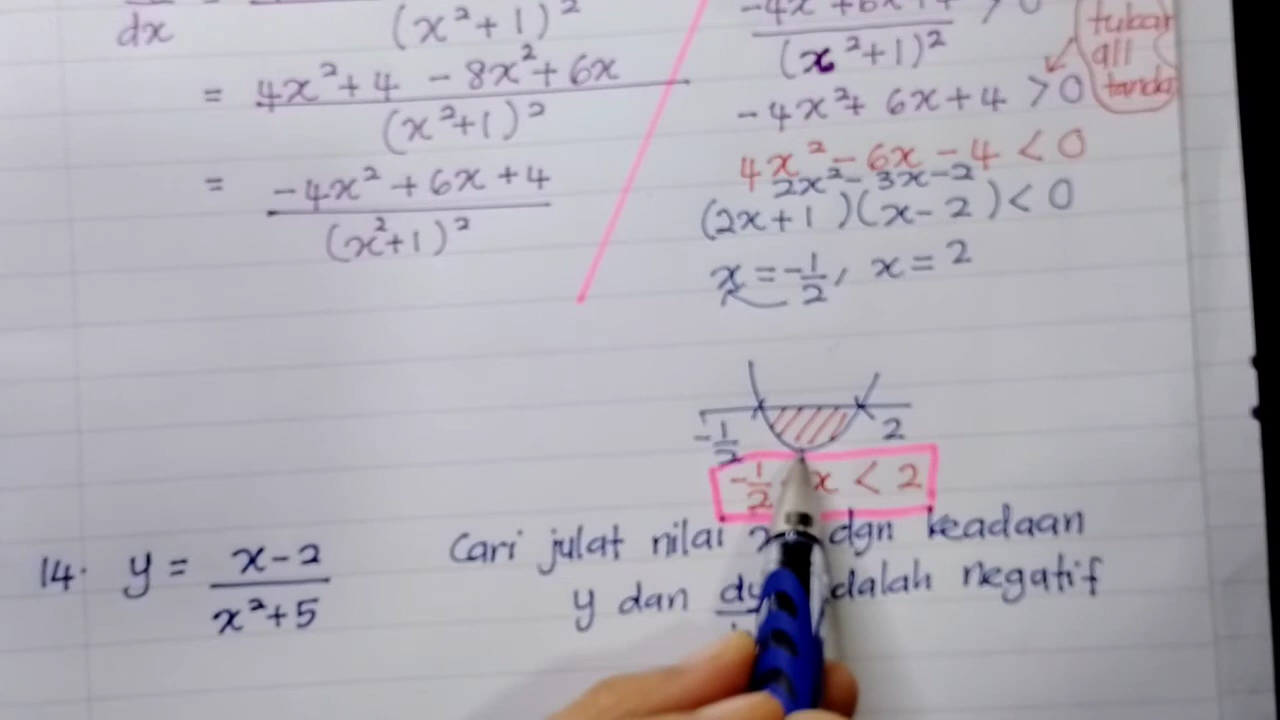 dx
(x²+1)²
= 4x²+4 - 8x²+6x
(x²+1)²
= -4x² + 6x + 4
(x²+1)²
(x²+1)²
-4x²+ 6x+4 >0
tukar
all
tanda
4x² - 6x - 4 < 0
2x²- 3x-2
(2x+1)(x-2)<0
x = -1/2, x = 2
-1/2 2
-1/2 x < 2
14. y = x-2
x²+5
Cari julat nilai dgn keadaan
y dan negatif